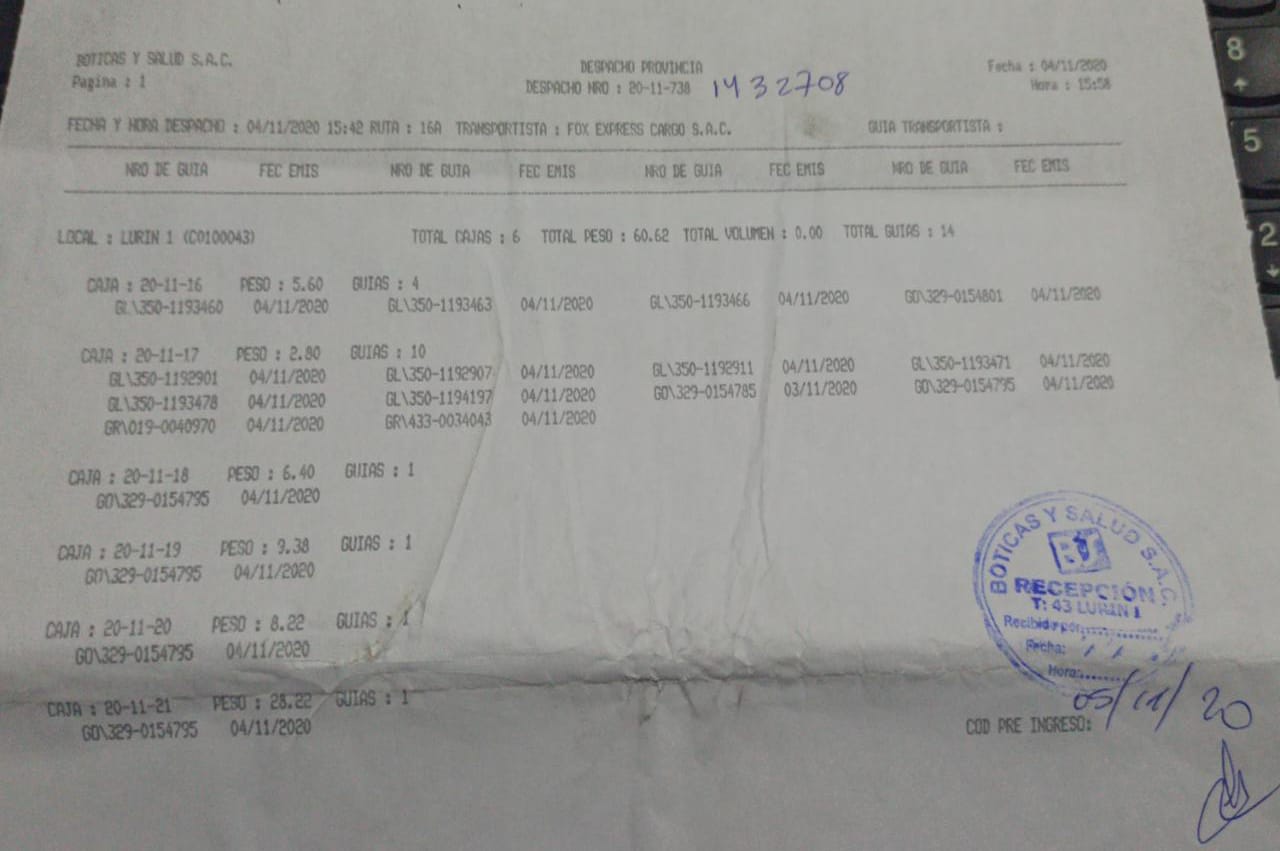 BOTICAS Y SALUD S.A.C. DESPACHO PROVINCIA Fecha : 04/11/2020
Pagina : 1 DESPACHO NRO : 20-11-738 1432708 Hora : 15:58
FECHA Y HORA DESPACHO : 04/11/2020 15:42 RUTA : 16A TRANSPORTISTA : FOX EXPRESS CARGO S.A.C. GUIA TRANSPORTISTA :
NRO DE GUIA FEC EMIS NRO DE GUIA FEC EMIS NRO DE GUIA FEC EMIS NRO DE GUIA FEC EMIS
LOCAL : LURIN 1 (C0100043) TOTAL CAJAS : 6 TOTAL PESO : 60.62 TOTAL VOLUMEN : 0.00 TOTAL GUIAS : 14
CAJA : 20-11-16 PESO : 5.60 GUIAS : 4
GL\350-1193460 04/11/2020 GL\350-1193463 04/11/2020 GL\350-1193466 04/11/2020 GO\329-0154801 04/11/2020
CAJA : 20-11-17 PESO : 2.80 GUIAS : 10
GL\350-1192901 04/11/2020 GL\350-1192907 04/11/2020 GL\350-1192911 04/11/2020 GL\350-1193471 04/11/2020
GL\350-1193478 04/11/2020 GL\350-1194197 04/11/2020 GO\329-0154785 03/11/2020 GO\329-0154795 04/11/2020
GR\019-0040970 04/11/2020 GR\433-0034043 04/11/2020
CAJA : 20-11-18 PESO : 6.40 GUIAS : 1
GO\329-0154795 04/11/2020
CAJA : 20-11-19 PESO : 9.38 GUIAS : 1
GO\329-0154795 04/11/2020
CAJA : 20-11-20 PESO : 8.22 GUIAS : 1
GO\329-0154795 04/11/2020
CAJA : 20-11-21 PESO : 28.22 GUIAS : 1
GO\329-0154795 04/11/2020
BOTICAS Y SALUD S.A.C.
RECEPCIÓN
T: 43 LURIN 1
Recibido por:
Fecha: / /
Hora:
05/11/20
COD PRE INGRESO:
8
5
2